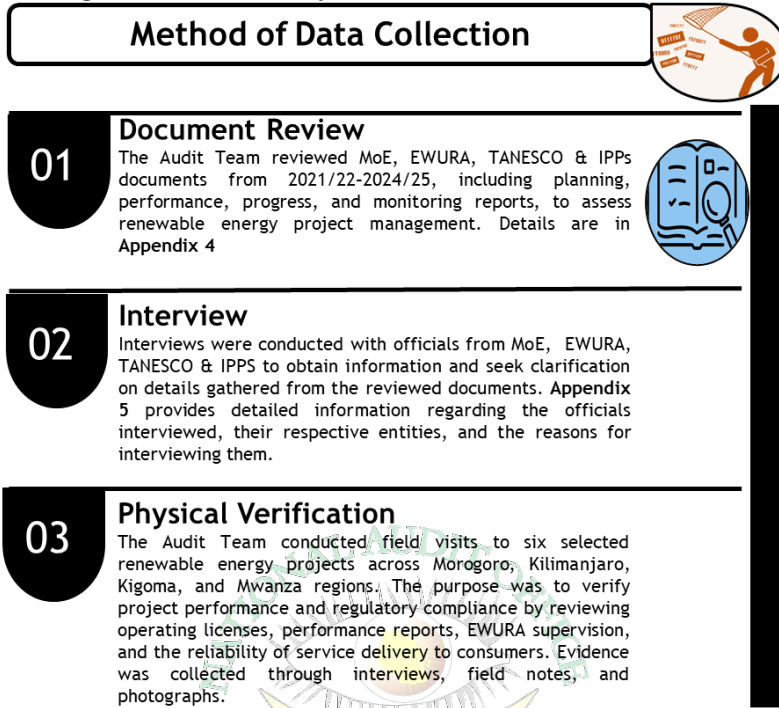 Method of Data Collection
01
Document Review
The Audit Team reviewed MoE, EWURA, TANESCO & IPPs
documents from 2021/22–2024/25, including planning,
performance, progress, and monitoring reports, to assess
renewable energy project management. Details are in
Appendix 4
02
Interview
Interviews were conducted with officials from MoE, EWURA,
TANESCO & IPPS to obtain information and seek clarification
on details gathered from the reviewed documents. Appendix
5 provides detailed information regarding the officials
interviewed, their respective entities, and the reasons for
interviewing them.
03
Physical Verification
The Audit Team conducted field visits to six selected
renewable energy projects across Morogoro, Kilimanjaro,
Kigoma, and Mwanza regions. The purpose was to verify
project performance and regulatory compliance by reviewing
operating licenses, performance reports, EWURA supervision,
and the reliability of service delivery to consumers. Evidence
was collected through interviews, field notes, and
photographs.
NATIONAL AUDIT OFFICE